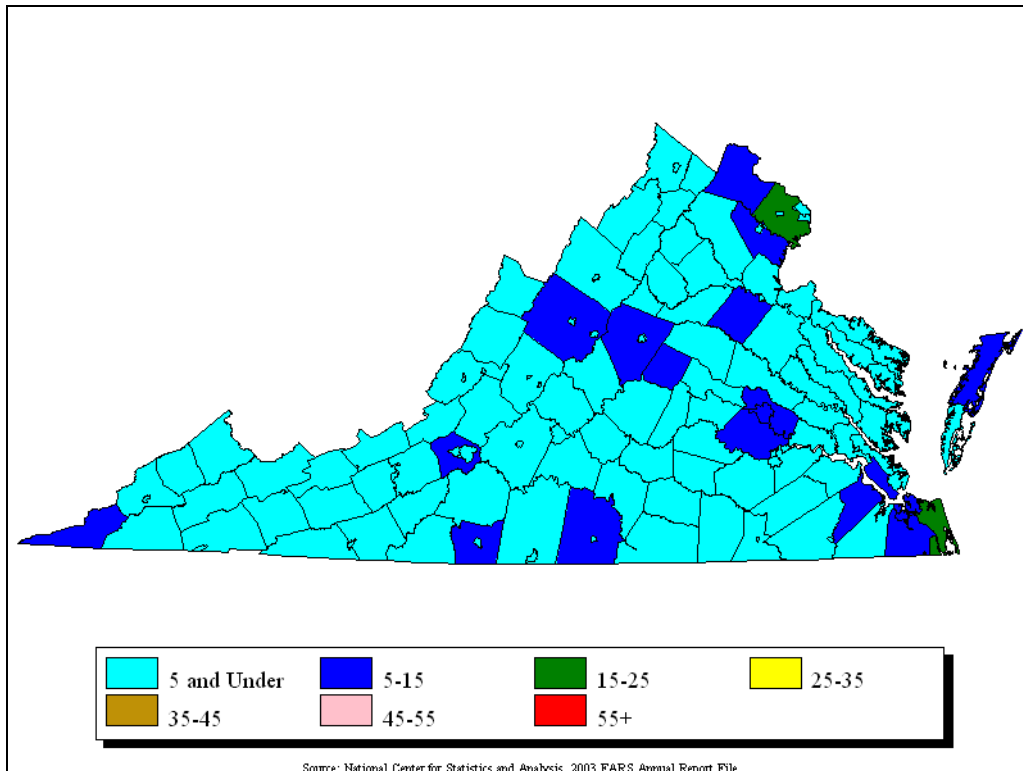 5 and Under 5-15 15-25 25-35
35-45 45-55 55+
Source: National Center for Statistics and Analysis, 2003 FARS Annual Report File